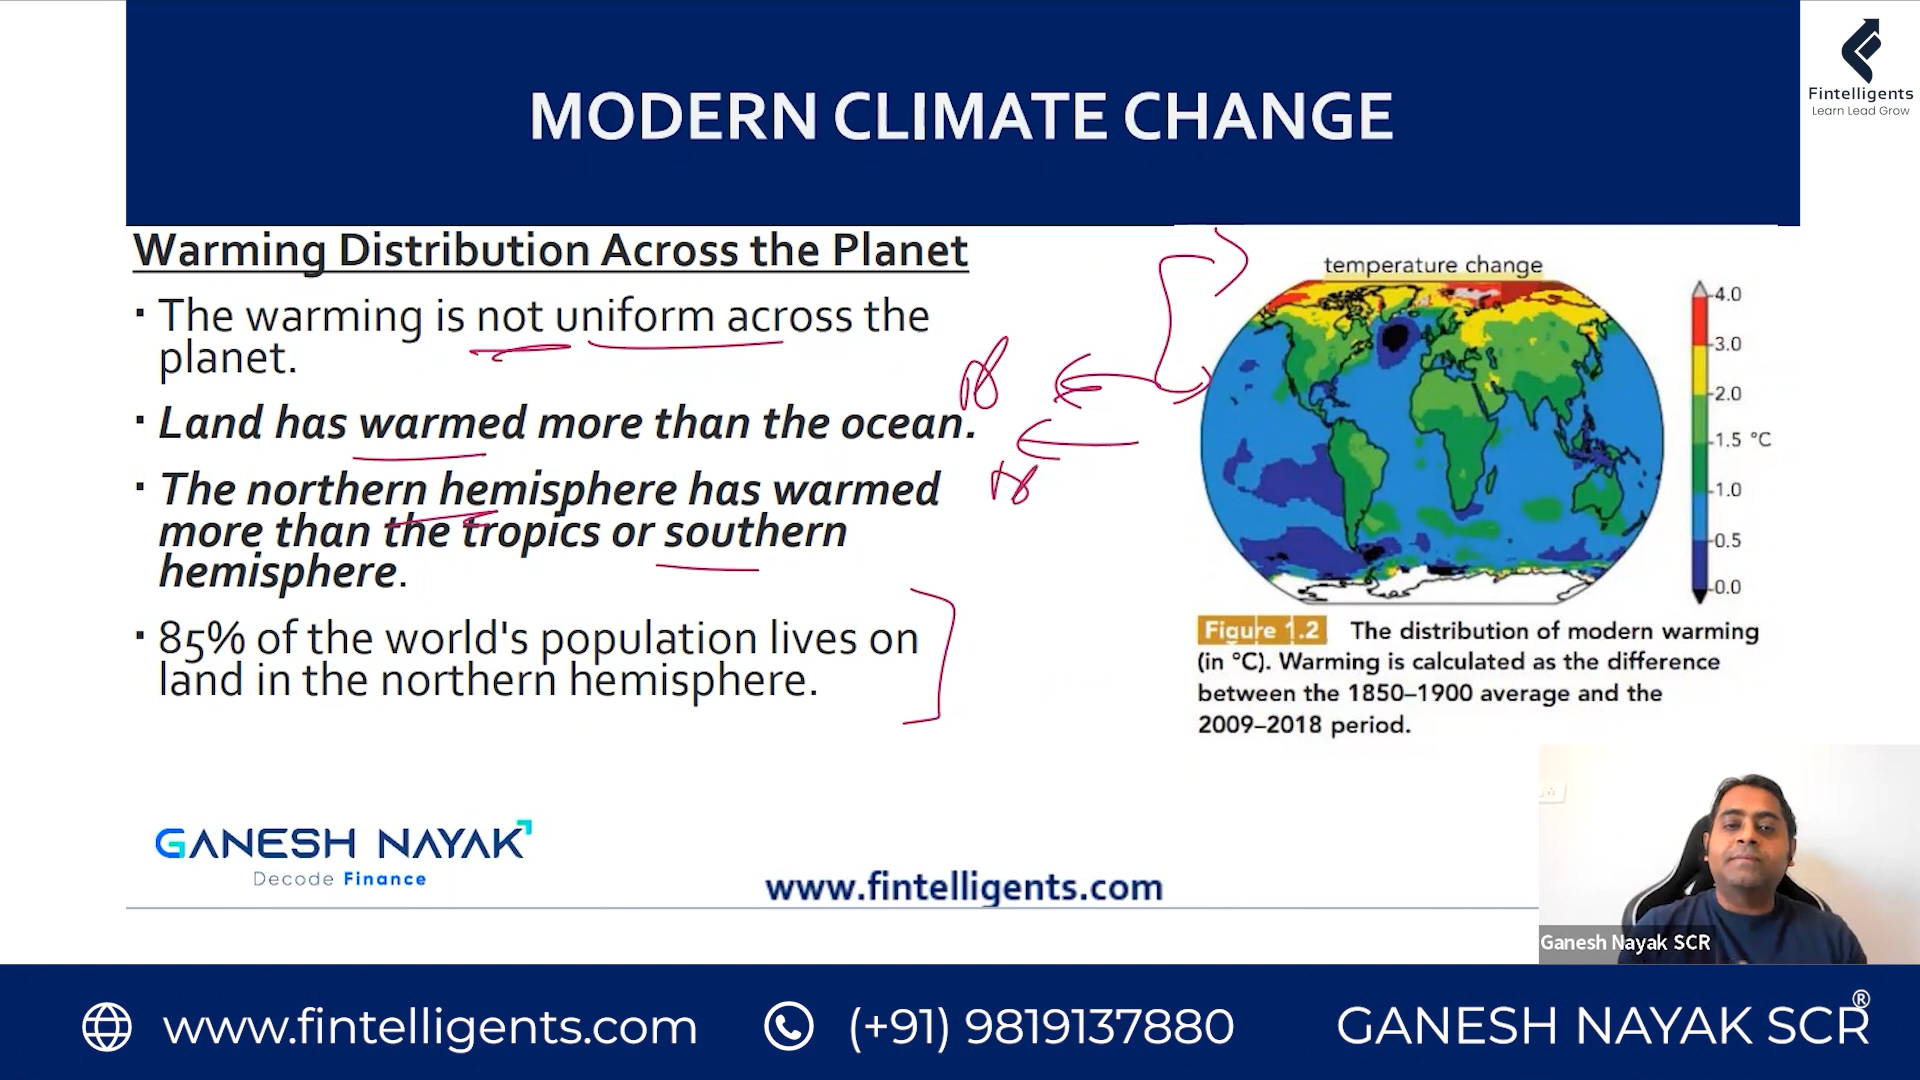 MODERN CLIMATE CHANGE
Fintelligents
Learn Lead Grow
Warming Distribution Across the Planet
▪ The warming is not uniform across the
planet.
▪ Land has warmed more than the ocean.
▪ The northern hemisphere has warmed
more than the tropics or southern
hemisphere.
▪ 85% of the world's population lives on
land in the northern hemisphere.
temperature change
4.0
3.0
2.0
1.5 °C
1.0
0.5
0.0
Figure 1.2 The distribution of modern warming
(in °C). Warming is calculated as the difference
between the 1850–1900 average and the
2009–2018 period.
GANESH NAYAK
Decode Finance
www.fintelligents.com
Ganesh Nayak SCR
www.fintelligents.com
(+91) 9819137880
GANESH NAYAK SCR®